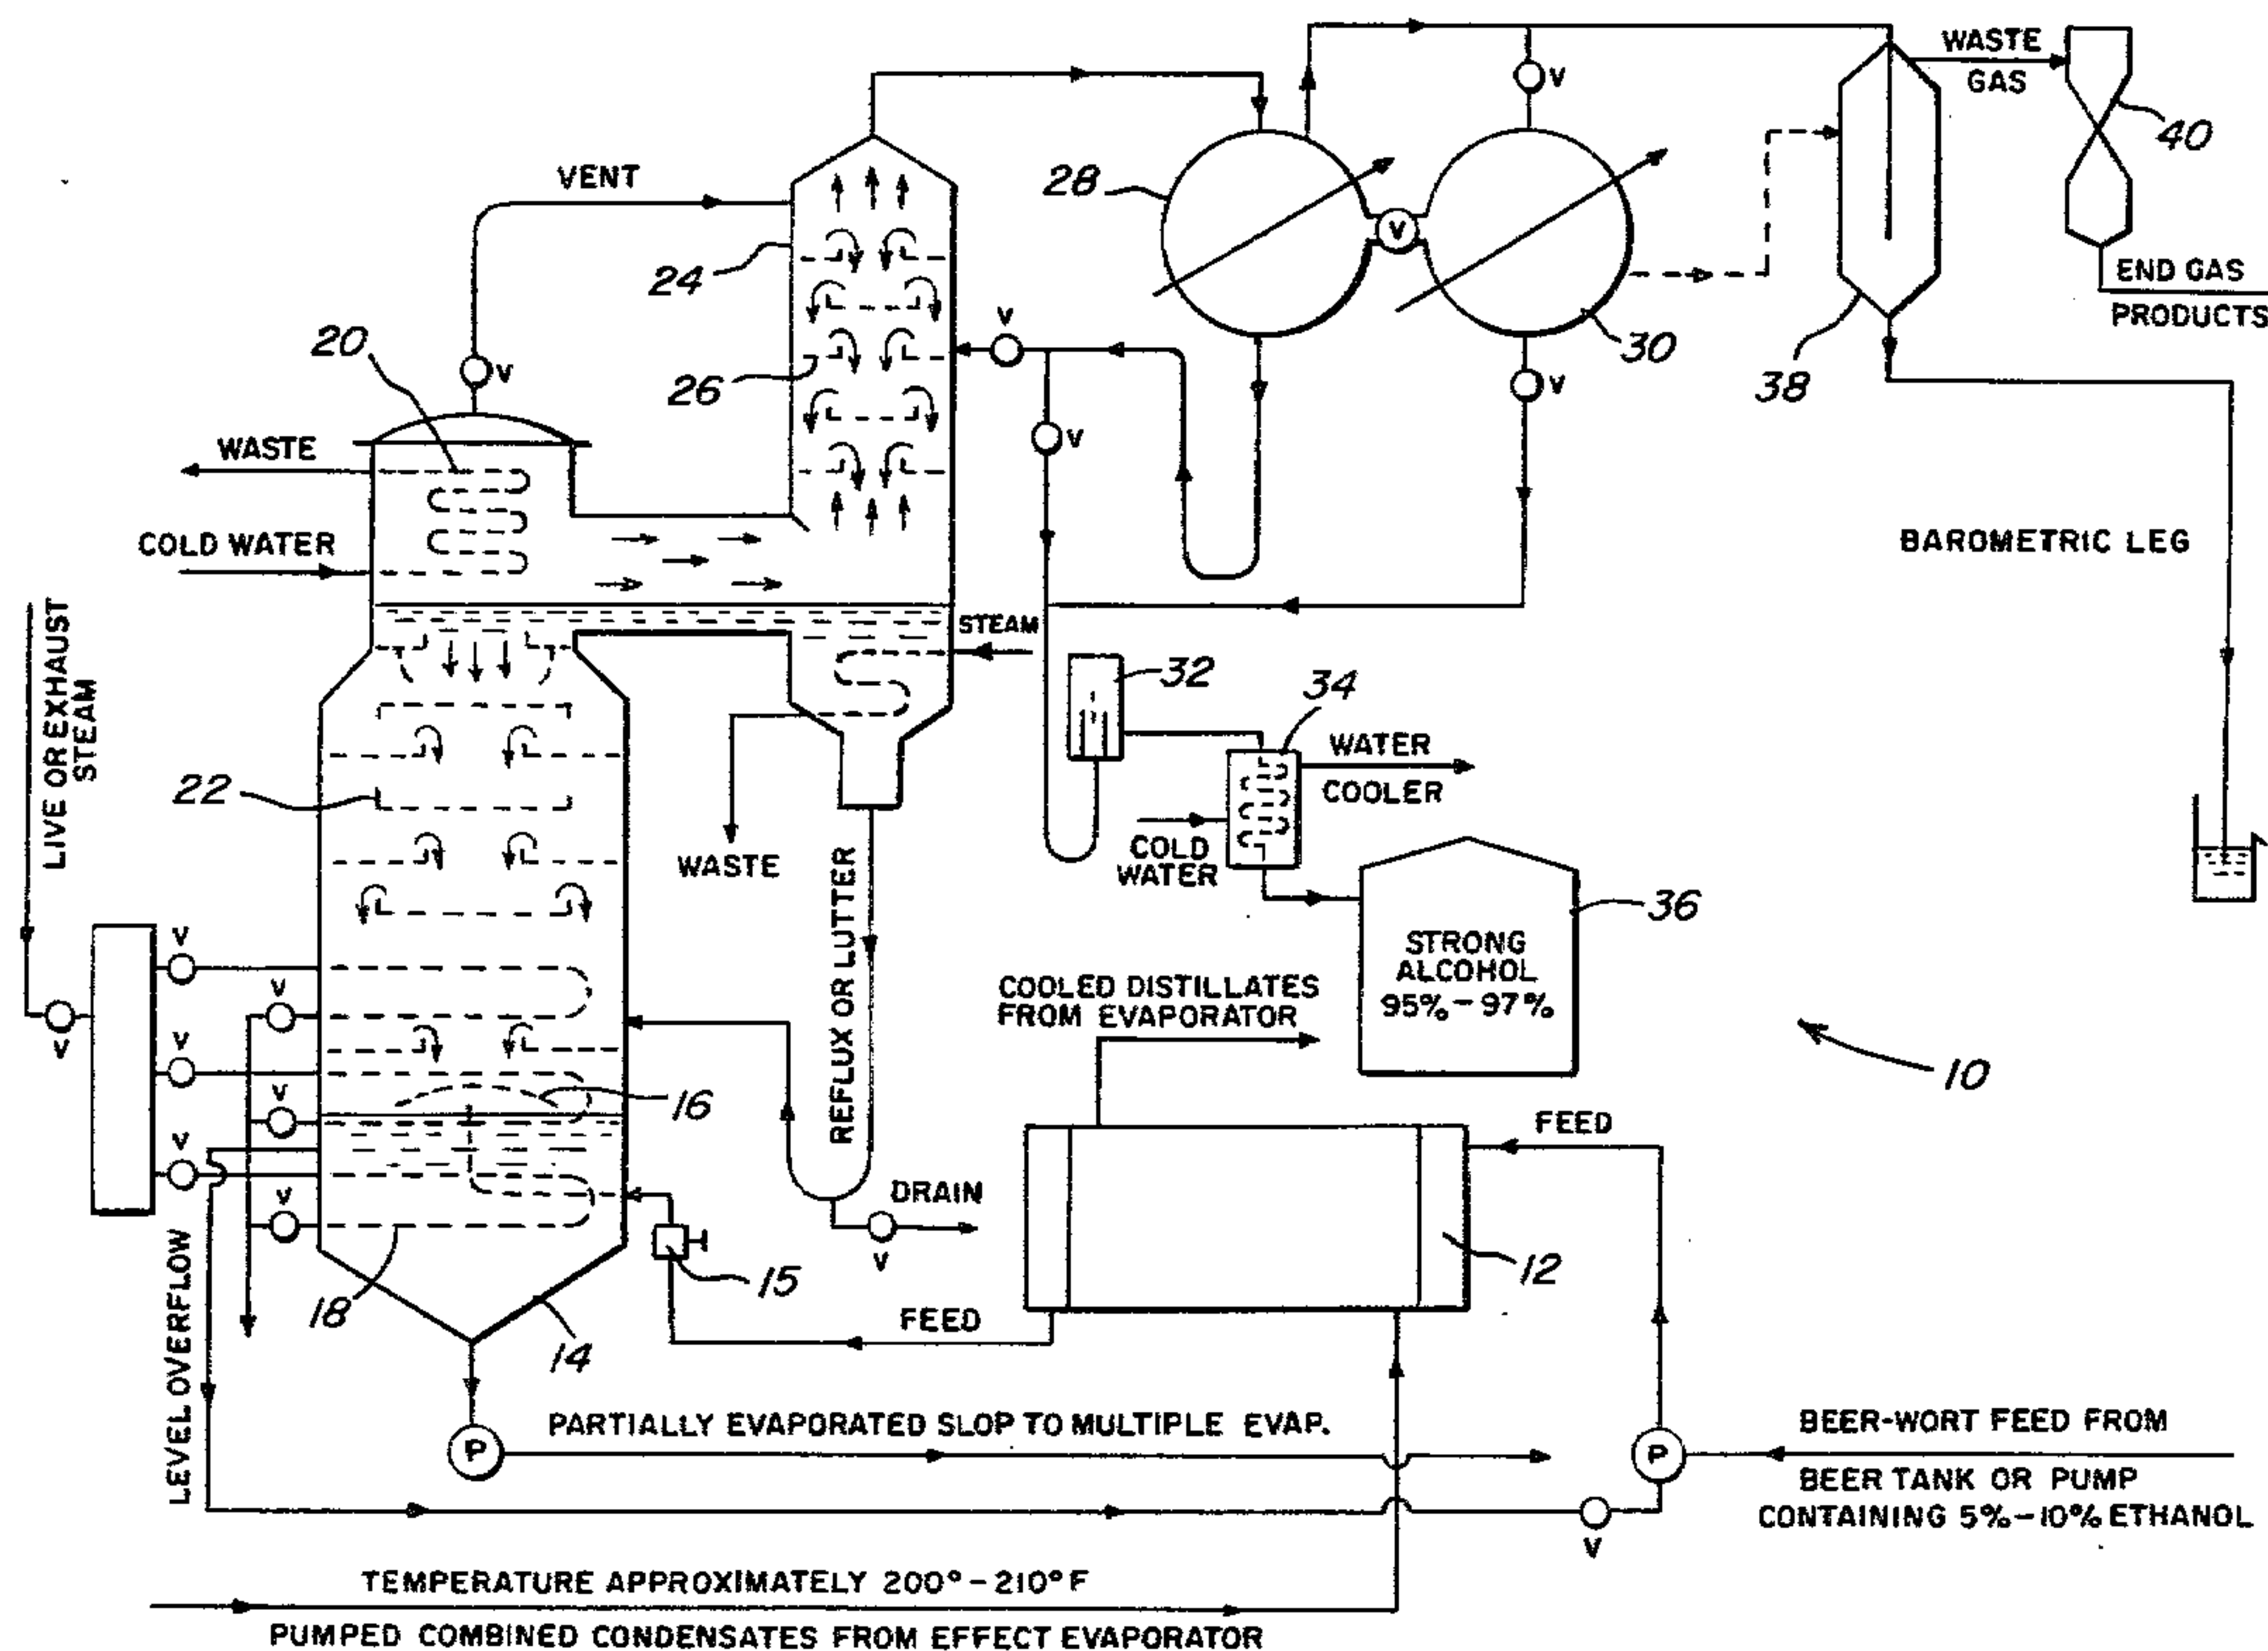 WASTE
GAS
40
VENT
28
24
END GAS
PRODUCTS
V
V
20
V
V
30
26
38
V
V
WASTE
COLD WATER
BAROMETRIC LEG
STEAM
LIVE OR EXHAUST
STEAM
32
34
WATER
COOLER
22
COLD
WATER
WASTE
REFLUX OR LUTTER
36
STRONG
ALCOHOL
95%-97%
V
V
V
COOLED DISTILLATES
FROM EVAPORATOR
V
10
V
16
FEED
V
V
DRAIN
V
12
15
18
14
FEED
LEVEL OVERFLOW
P
PARTIALLY EVAPORATED SLOP TO MULTIPLE EVAP.
P
BEER-WORT FEED FROM
BEER TANK OR PUMP
CONTAINING 5%-10% ETHANOL
V
TEMPERATURE APPROXIMATELY 200°-210°F
PUMPED COMBINED CONDENSATES FROM EFFECT EVAPORATOR